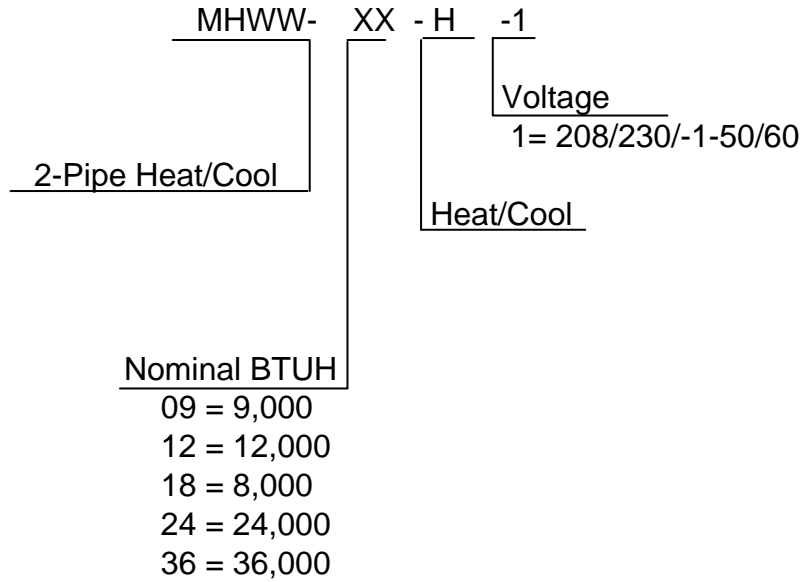 MHWW- XX - H -1
Voltage
1= 208/230/-1-50/60
2-Pipe Heat/Cool
Heat/Cool
Nominal BTUH
09 = 9,000
12 = 12,000
18 = 8,000
24 = 24,000
36 = 36,000